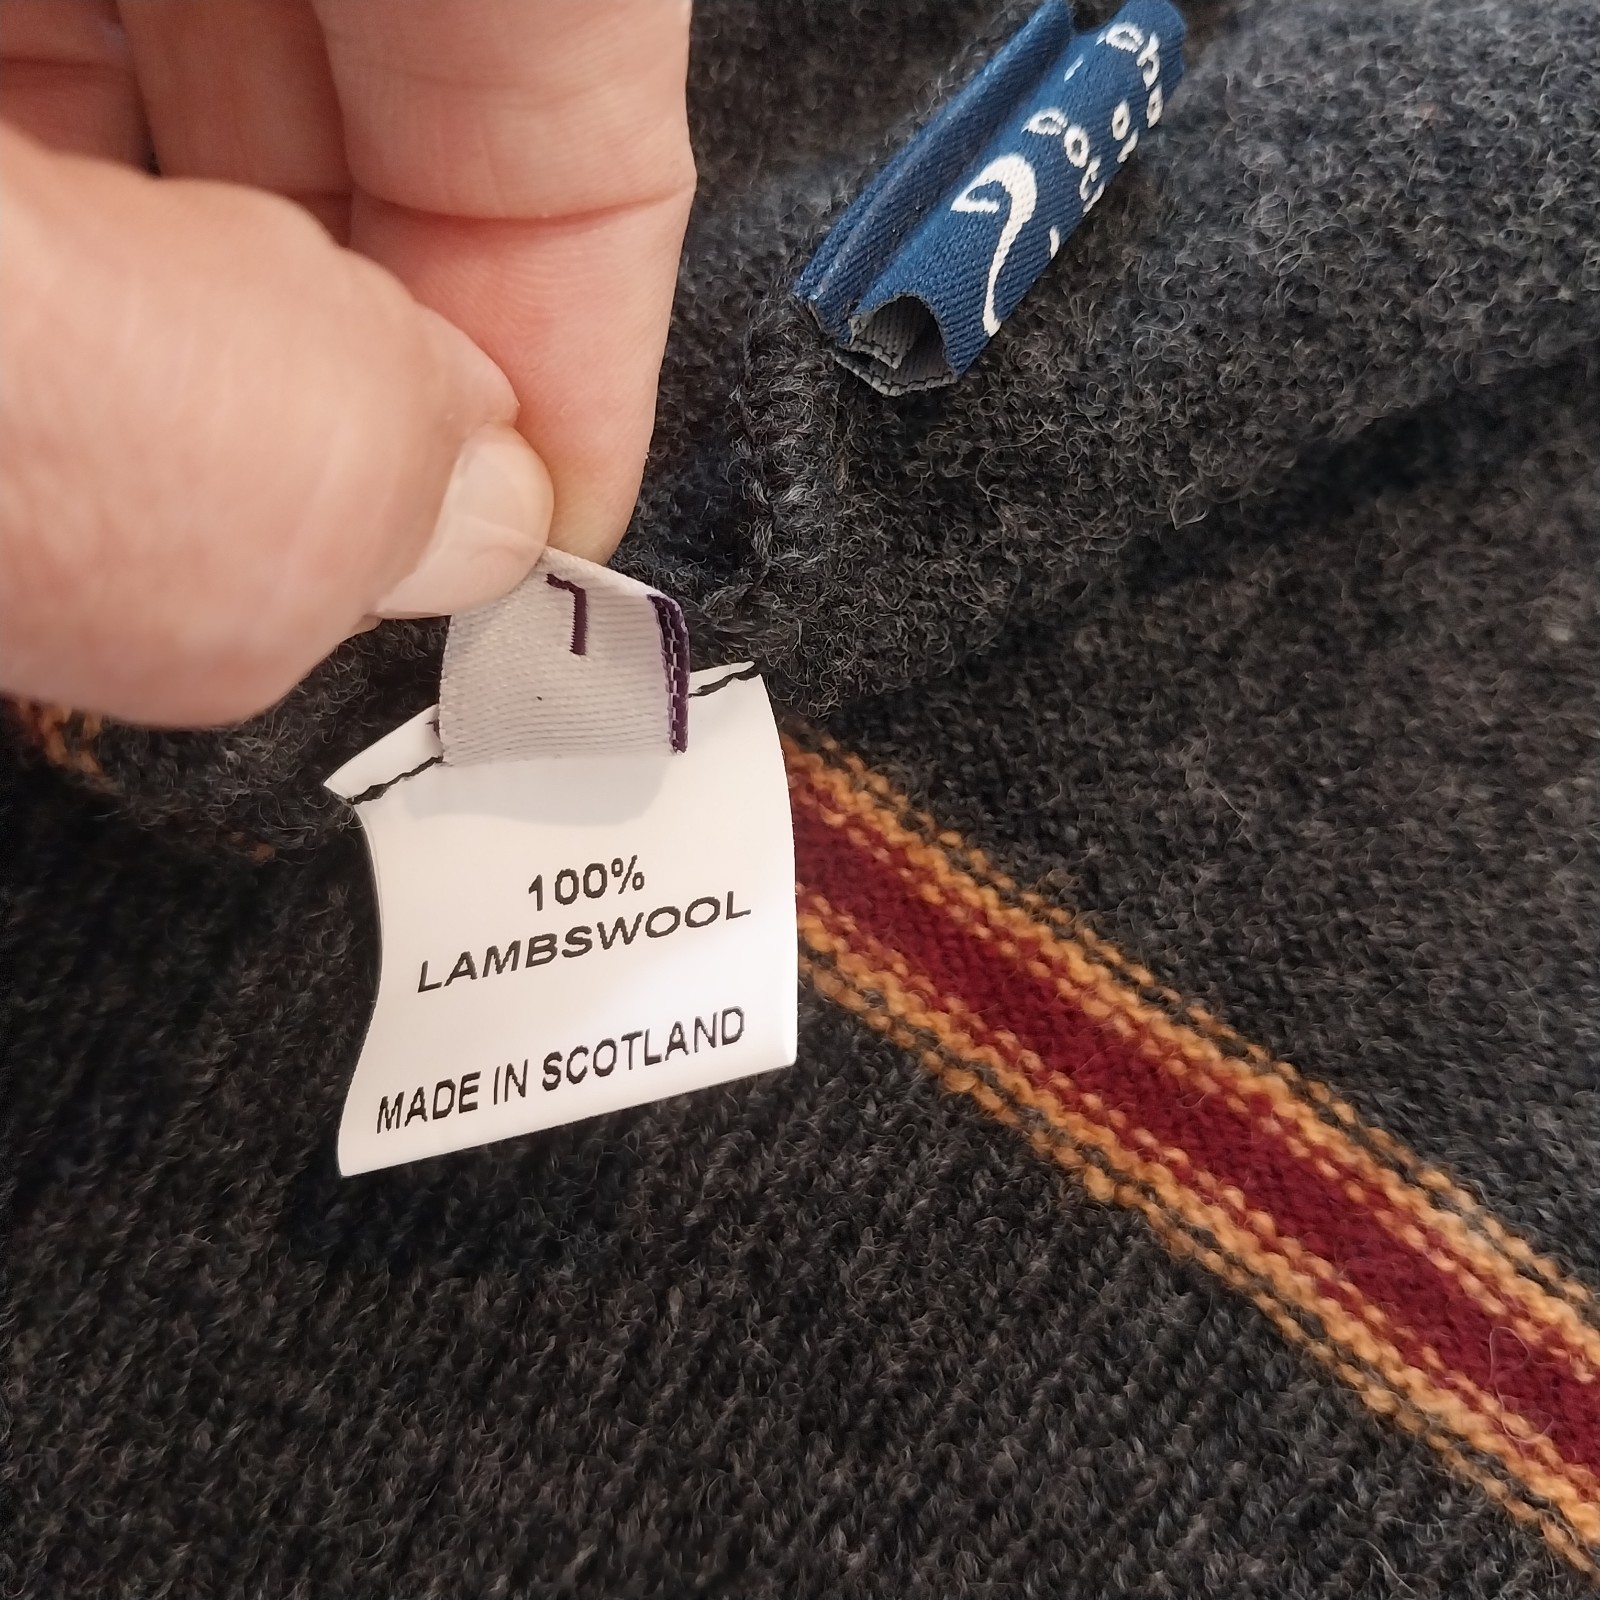 L
100%
LAMBSWOOL
MADE IN SCOTLAND